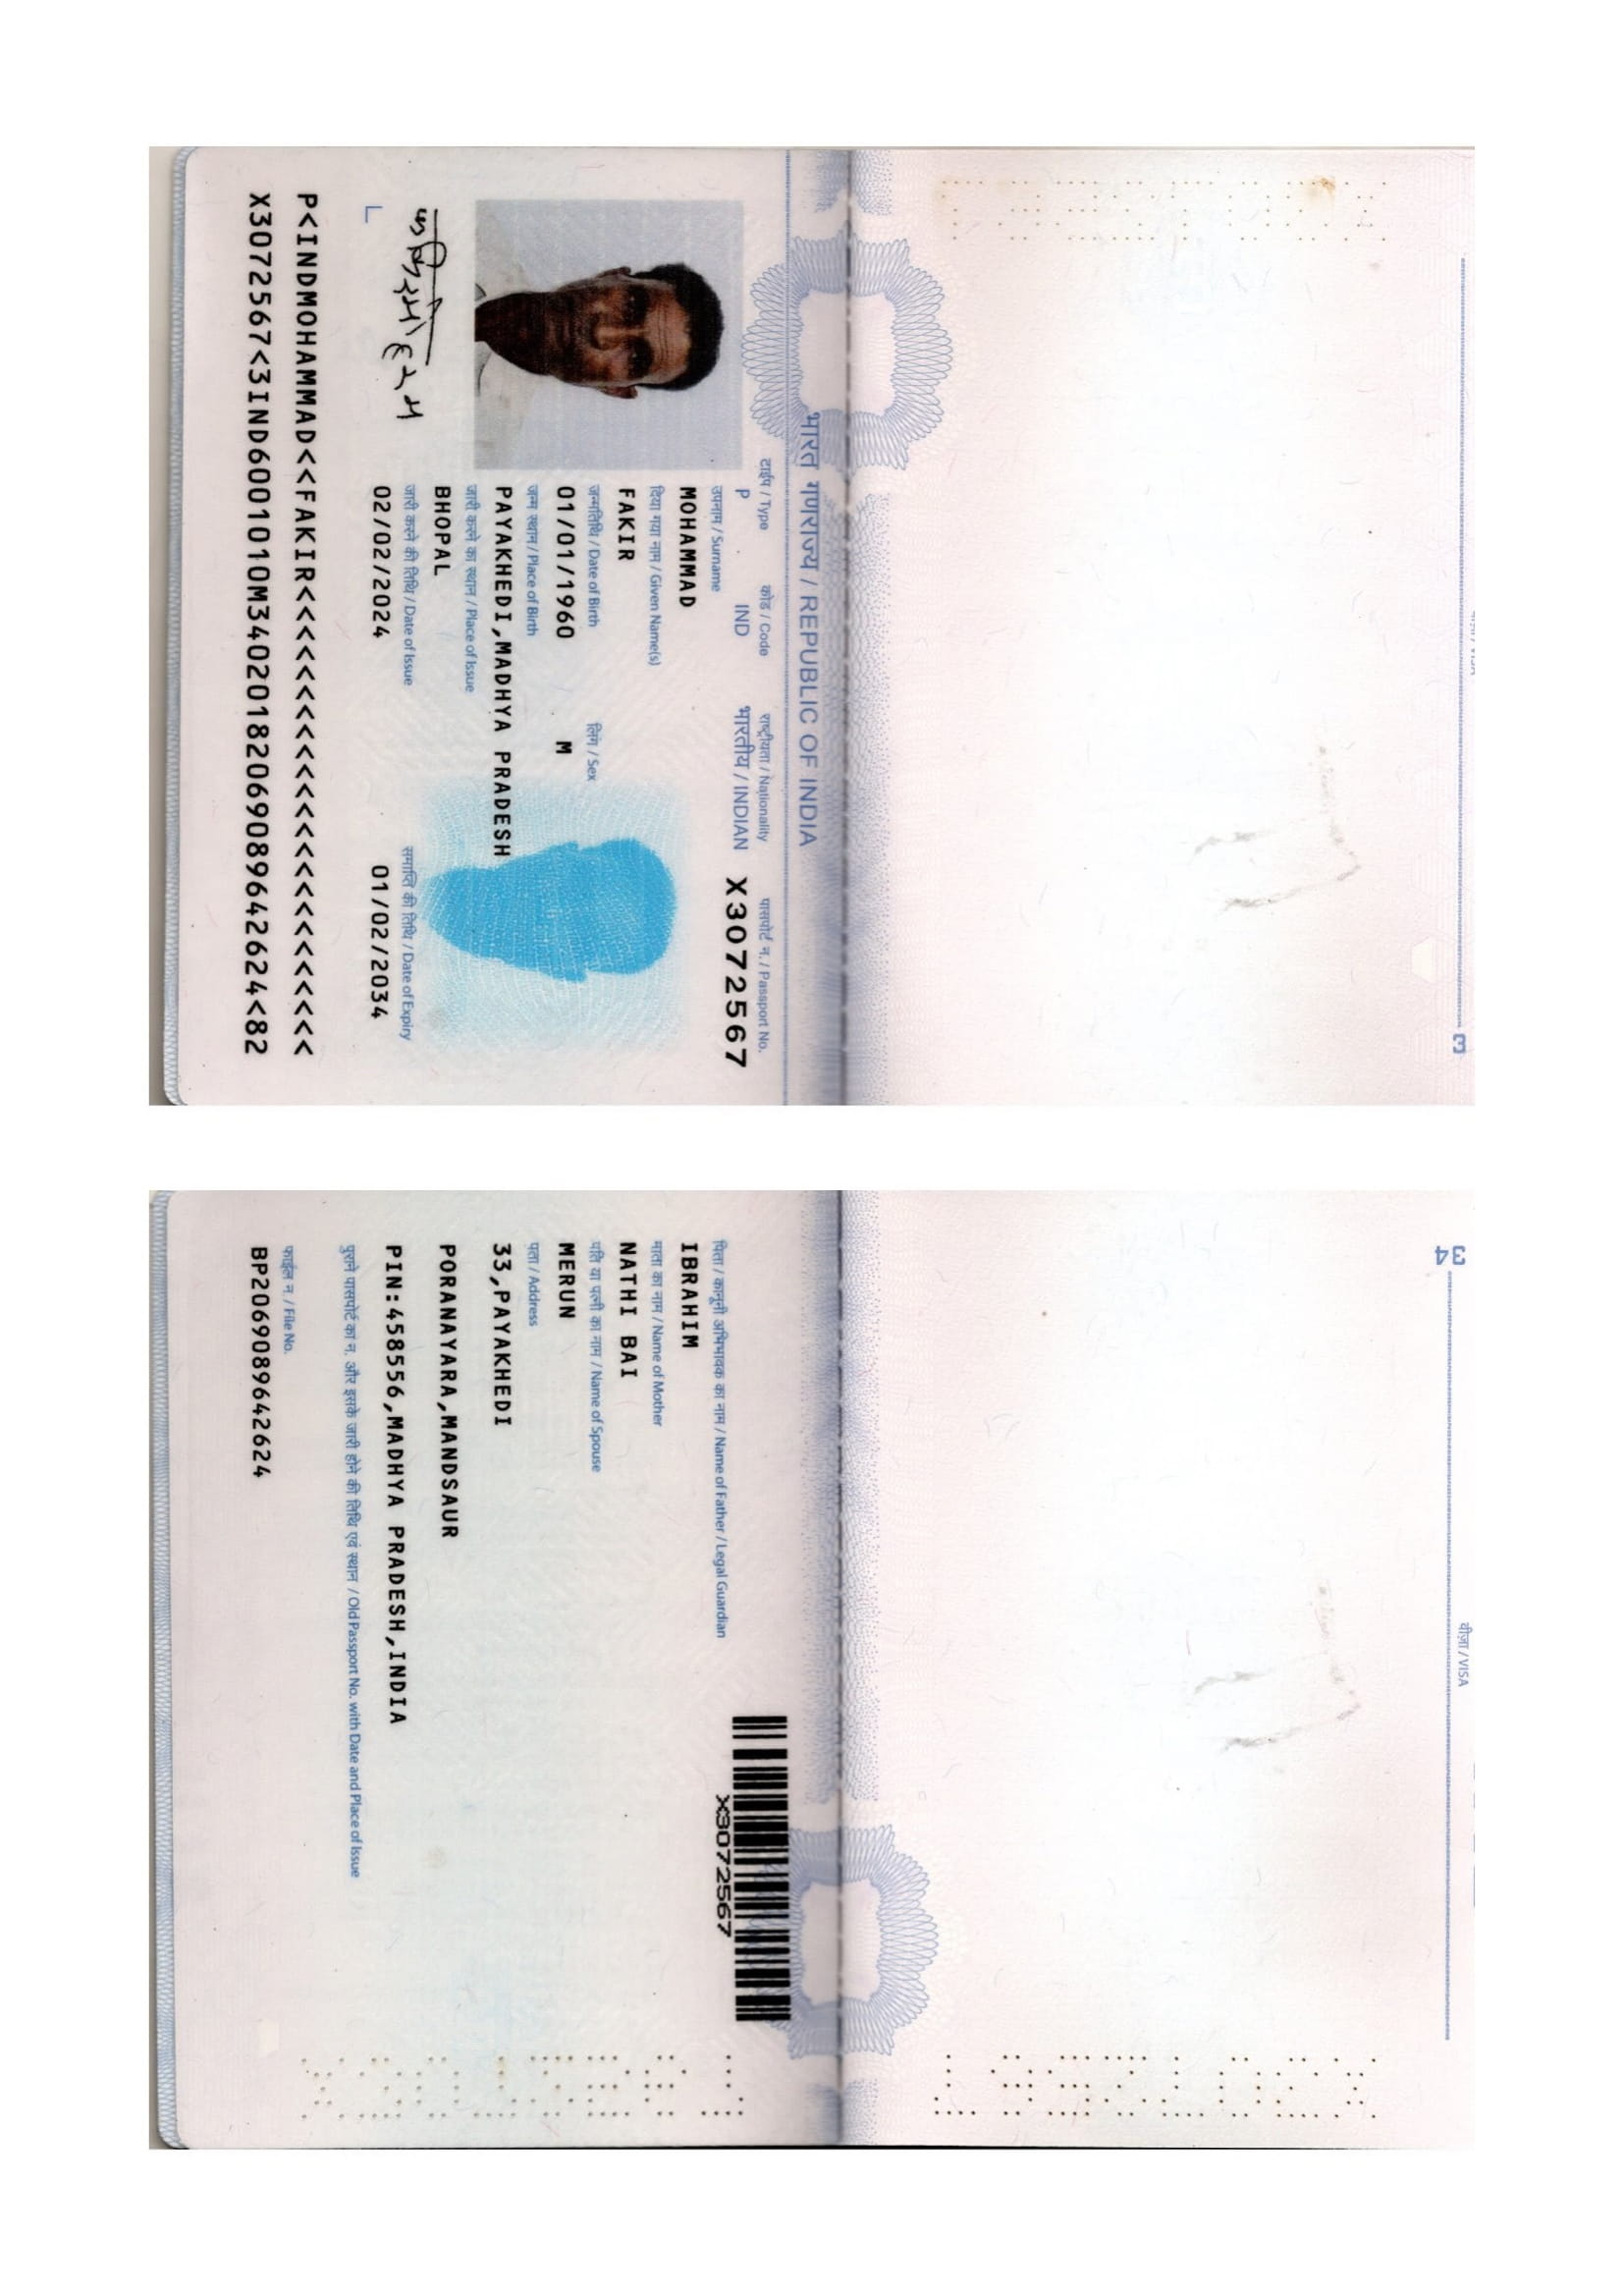 भारत गणराज्य / REPUBLIC OF INDIA
टाईप / Type
कोड / Code
राष्ट्रीयता / Nationality
पासपोर्ट न. / Passport No.
P
IND
भारतीय / INDIAN
X3072567
उपनाम / Surname
MOHAMMAD
दिया गया नाम / Given Name(s)
FAKIR
जन्मतिथि / Date of Birth
लिंग / Sex
01/01/1960
M
जन्म स्थान / Place of Birth
PAYAKHEDI,MADHYA PRADESH
जारी करने का स्थान / Place of Issue
BHOPAL
जारी करने की तिथि / Date of Issue
समाप्ति की तिथि / Date of Expiry
02/02/2024
01/02/2034
P<INDMOHAMMAD<<FAKIR<<<<<<<<<<<<<<<<<<<<<<<<
X3072567<3IND6001010M34020182069089642624<82
3
34
वीज़ा / VISA
X3072567
पिता / कानूनी अभिभावक का नाम / Name of Father / Legal Guardian
IBRAHIM
माता का नाम / Name of Mother
NATHI BAI
पति या पत्नी का नाम / Name of Spouse
MERUN
पता / Address
33,PAYAKHEDI
PORANAYARA,MANDSAUR
PIN:458556,MADHYA PRADESH,INDIA
पुराने पासपोर्ट का न. और इसके जारी होने की तिथि एवं स्थान / Old Passport No. with Date and Place of Issue
फाईल न. / File No.
BP2069089642624
X3072567
X3072567